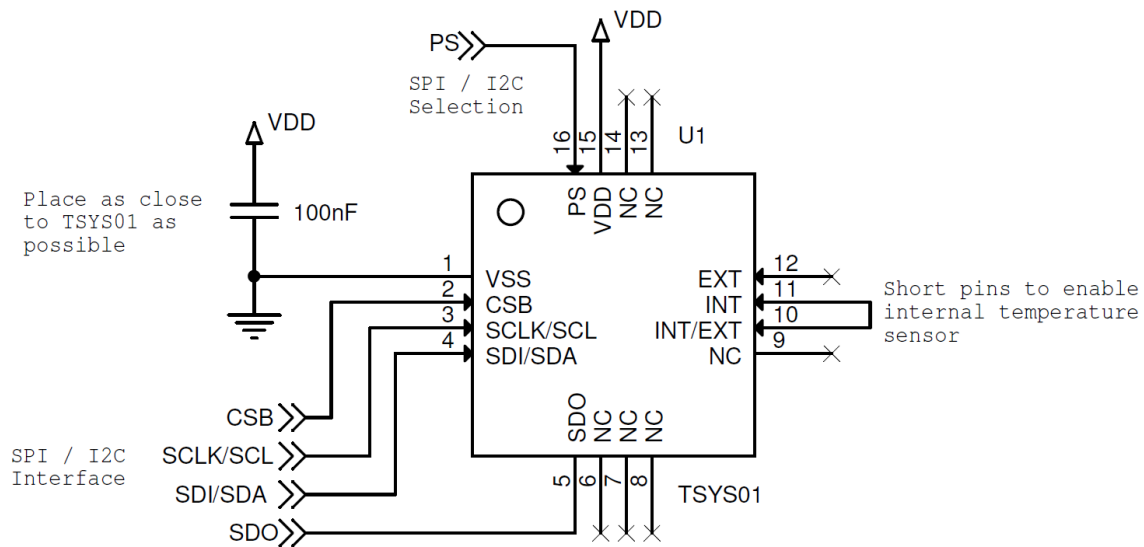 VDD
PS
SPI / I2C
Selection
16
15
14
13
U1
VDD
Place as close
to TSYS01 as
possible
100nF
PS
VDD
NC
NC
1
VSS
2
CSB
3
SCLK/SCL
4
SDI/SDA
EXT
12
INT
11
INT/EXT
10
NC
9
Short pins to enable
internal temperature
sensor
SDO
NC
NC
NC
5
6
7
8
TSYS01
CSB
SPI / I2C
Interface
SCLK/SCL
SDI/SDA
SDO